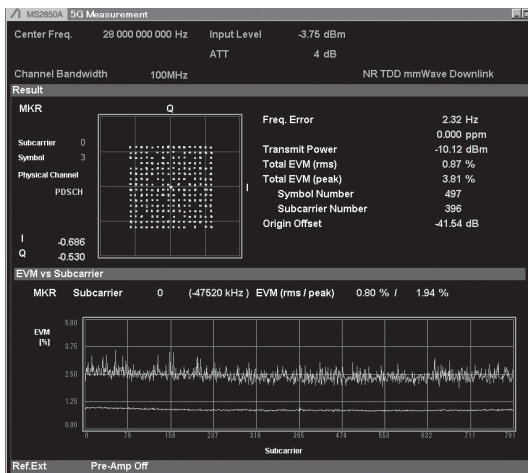 MS2850A 5G Measurement
Center Freq. 28 000 000 000 Hz Input Level -3.75 dBm
ATT 4 dB
Channel Bandwidth 100MHz NR TDD mmWave Downlink
Result
MKR Q
Freq. Error 2.32 Hz
0.000 ppm
Subcarrier 0
Symbol 3
Physical Channel
PDSCH
I
Transmit Power -10.12 dBm
Total EVM (rms) 0.87 %
Total EVM (peak) 3.81 %
Symbol Number 497
Subcarrier Number 396
Origin Offset -41.54 dB
I -0.686
Q -0.530
EVM vs Subcarrier
MKR Subcarrier 0 (-47520 kHz) EVM (rms / peak) 0.80 % / 1.94 %
EVM
[%]
5.00
3.75
2.50
1.25
0.00
0 79 158 237 316 395 474 553 632 711 791
Subcarrier
Ref.Ext Pre-Amp Off